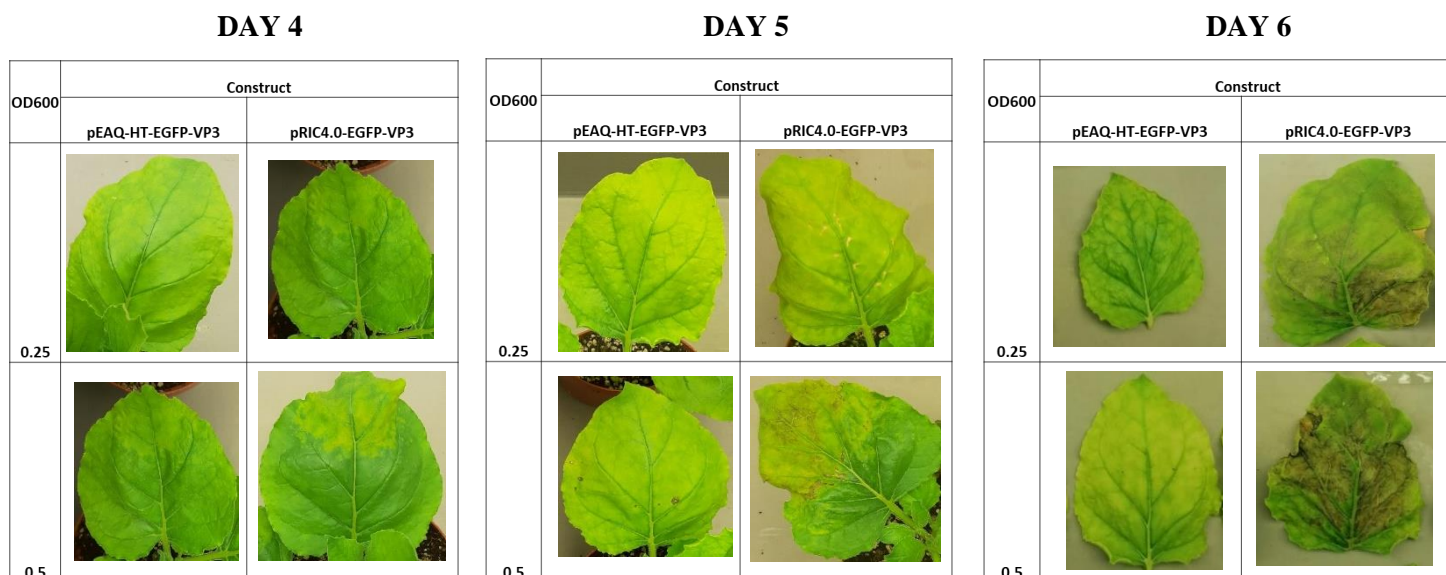 DAY 4
DAY 5
DAY 6
OD600
Construct
pEAQ-HT-EGFP-VP3
pRIC4.0-EGFP-VP3
0.25
0.5
OD600
Construct
pEAQ-HT-EGFP-VP3
pRIC4.0-EGFP-VP3
0.25
0.5
OD600
Construct
pEAQ-HT-EGFP-VP3
pRIC4.0-EGFP-VP3
0.25
0.5